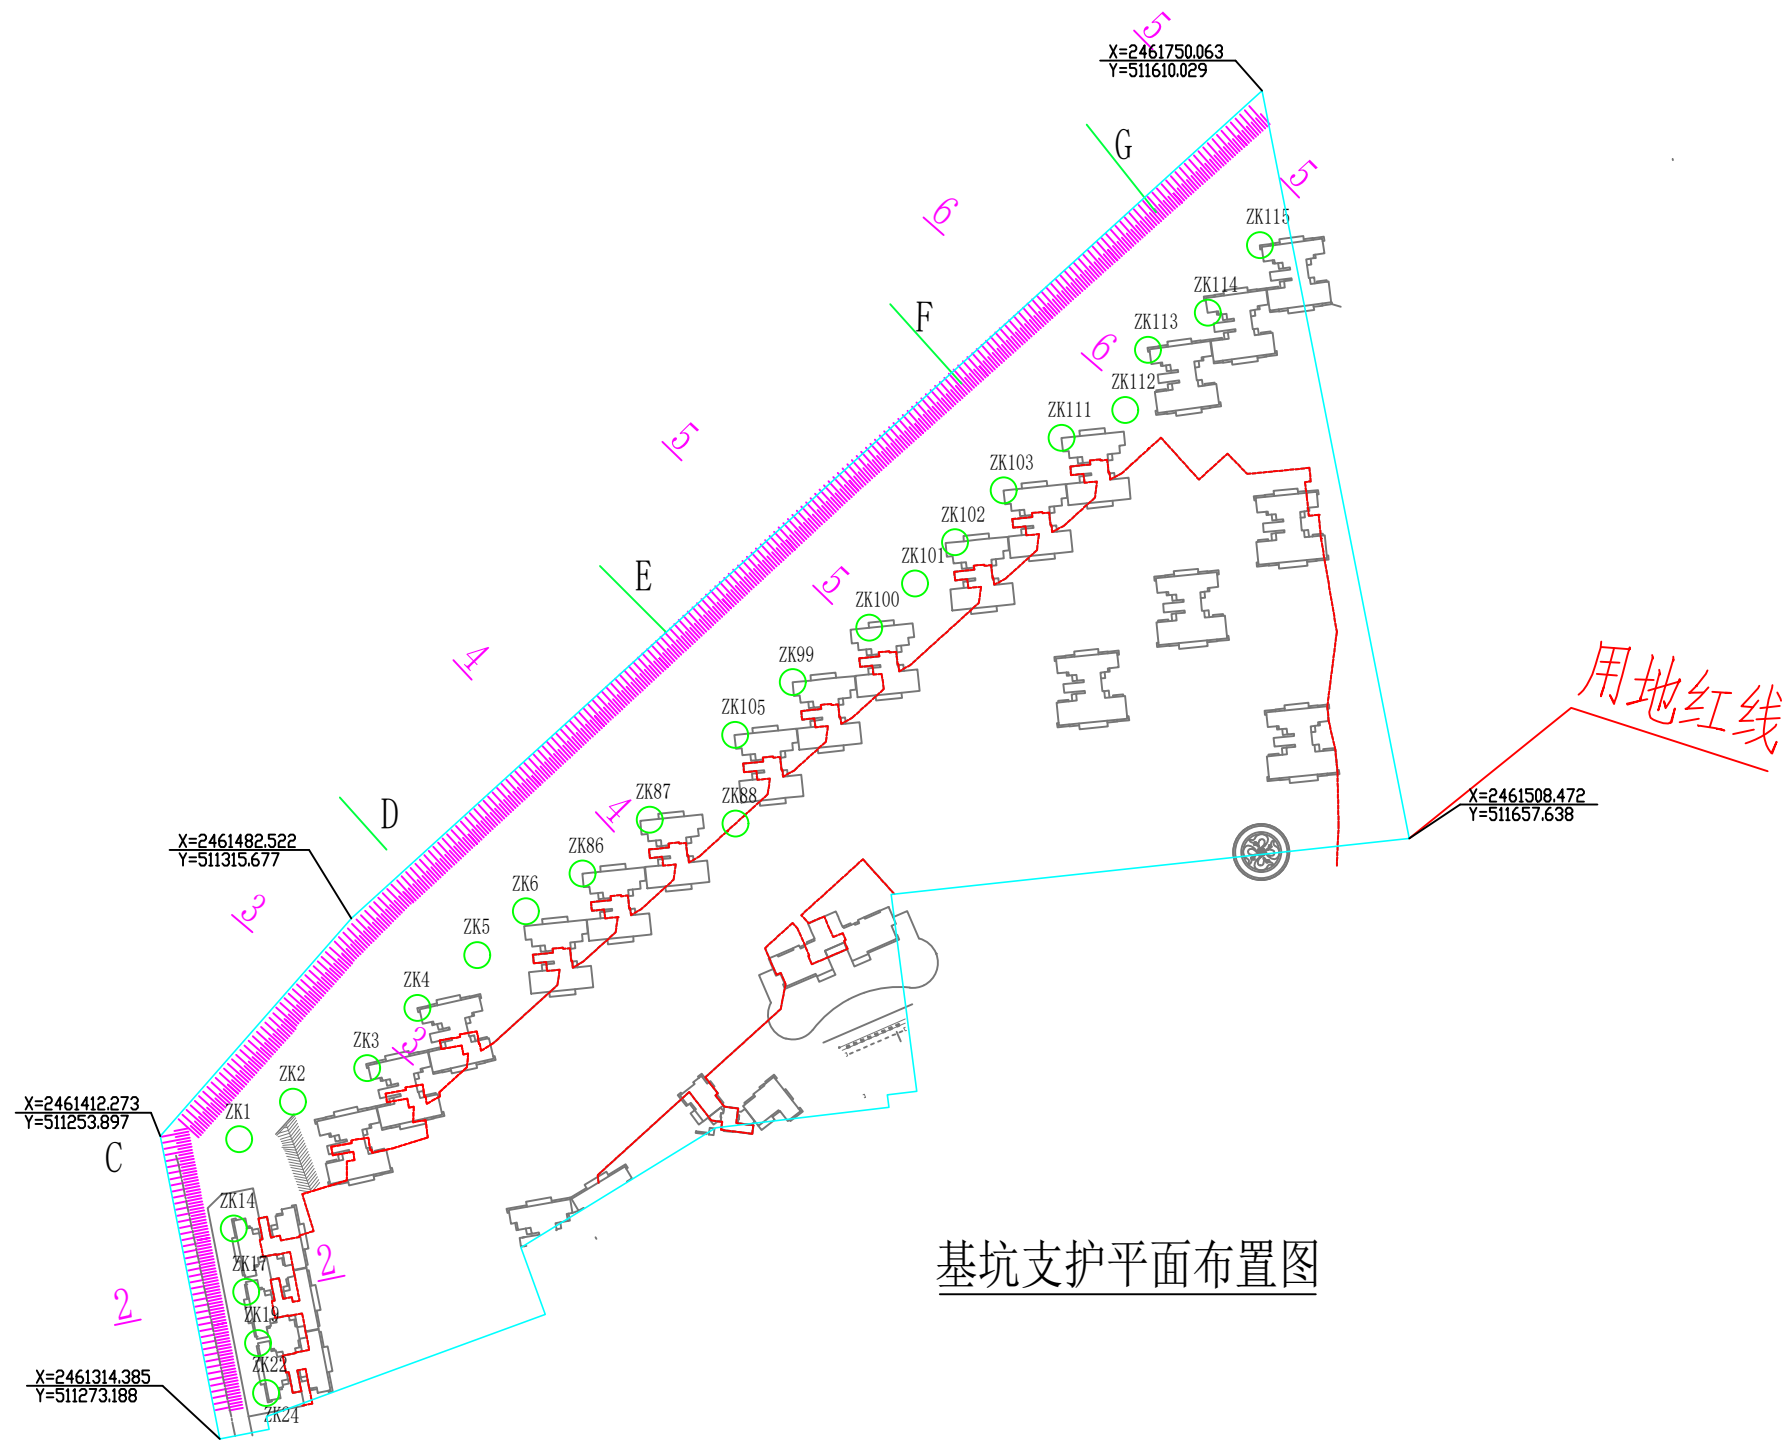 5
X=2461750.063
Y=511610.029
G
5
6
ZK115
ZK114
F
ZK113
6
ZK112
ZK111
5
ZK103
ZK102
ZK101
E
5
ZK100
4
ZK99
用地红线
ZK105
X=2461508.472
Y=511657.638
ZK87
ZK88
4
D
X=2461482.522
Y=511315.677
ZK86
ZK6
3
ZK5
ZK4
3
ZK3
ZK2
X=2461412.273
Y=511253.897
ZK1
C
ZK14
2
ZK17
基坑支护平面布置图
2
ZK19
ZK22
X=2461314.385
Y=511273.188
ZK24